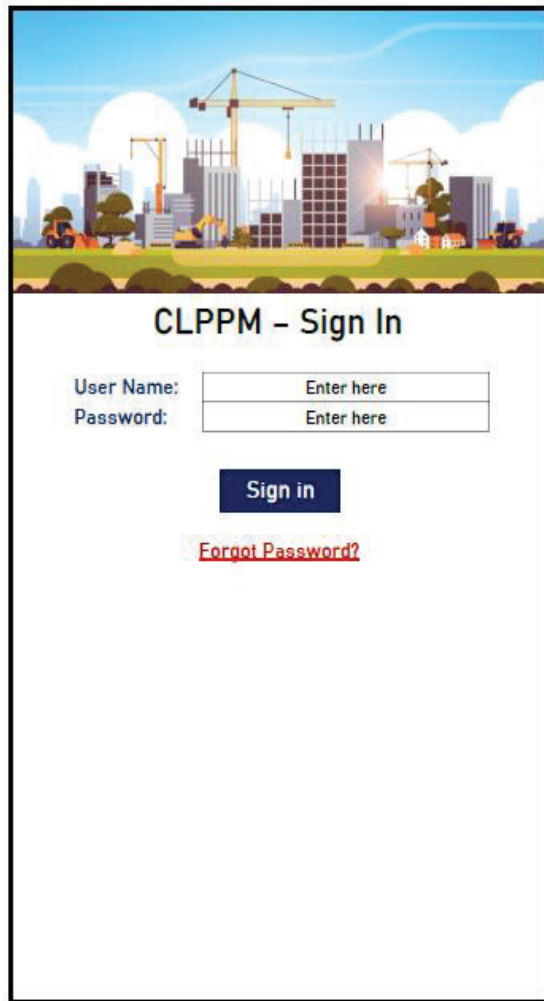 CLPPM – Sign In
User Name: Enter here
Password: Enter here
Sign in
Forgot Password?